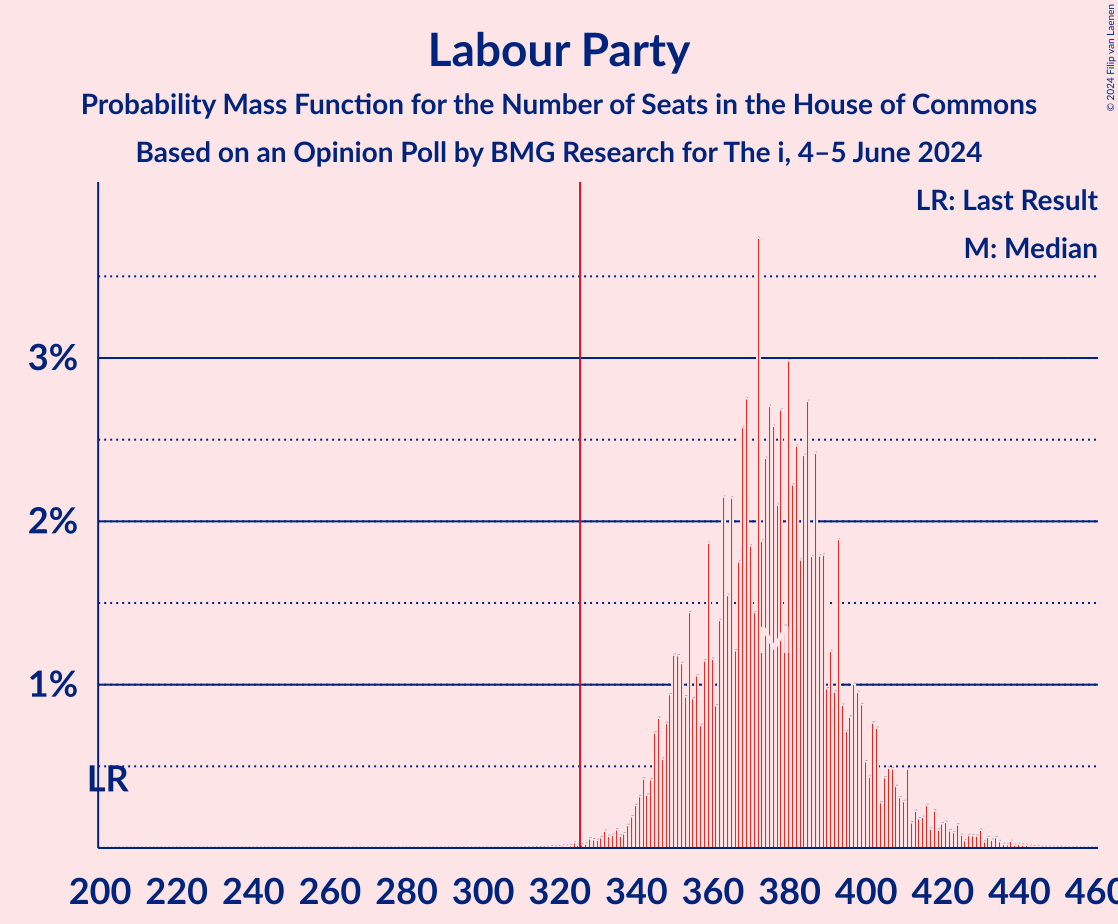 Labour Party
Probability Mass Function for the Number of Seats in the House of Commons
Based on an Opinion Poll by BMG Research for The i, 4–5 June 2024
© 2024 Filip van Laenen
LR: Last Result
M: Median
3%
2%
1%
LR
M
200 220 240 260 280 300 320 340 360 380 400 420 440 460